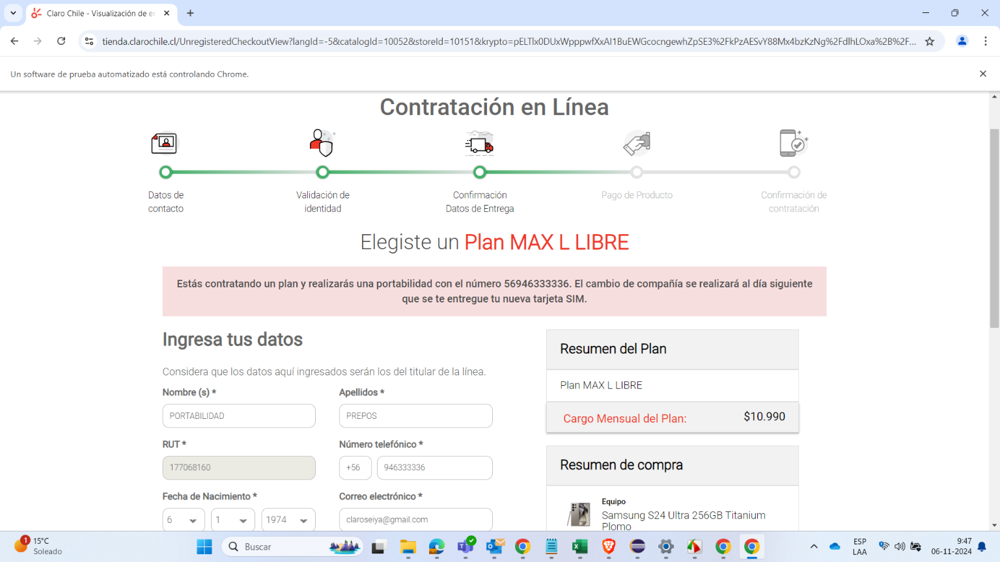 Claro Chile - Visualización de e
tienda.clarochile.cl/UnregisteredCheckoutView?langId=-5&catalogId=10052&storeId=10151&krypto=pELTlx0DUxWpppwfXxAI1BuEWGcocngewhZpSE3%2FkPzAESvY88Mx4bzKzNg%2FdlhLOxa%2B%2F...
Un software de prueba automatizado está controlando Chrome.
Contratación en Línea
Datos de
contacto
Validación de
identidad
Confirmación
Datos de Entrega
Pago de Producto
Confirmación de
contratación
Elegiste un Plan MAX L LIBRE
Estás contratando un plan y realizarás una portabilidad con el número 56946333336. El cambio de compañía se realizará al día siguiente
que se te entregue tu nueva tarjeta SIM.
Ingresa tus datos
Considera que los datos aquí ingresados serán los del titular de la línea.
Nombre (s) *
Apellidos *
PORTABILIDAD
PREPOS
RUT *
Número telefónico *
177068160
+56
946333336
Fecha de Nacimiento *
Correo electrónico *
6
1
1974
claroseiya@gmail.com
Resumen del Plan
Plan MAX L LIBRE
Cargo Mensual del Plan: $10.990
Resumen de compra
Equipo
Samsung S24 Ultra 256GB Titanium
Plomo
1
15°C
Soleado
Buscar
ESP
LAA
9:47
06-11-2024